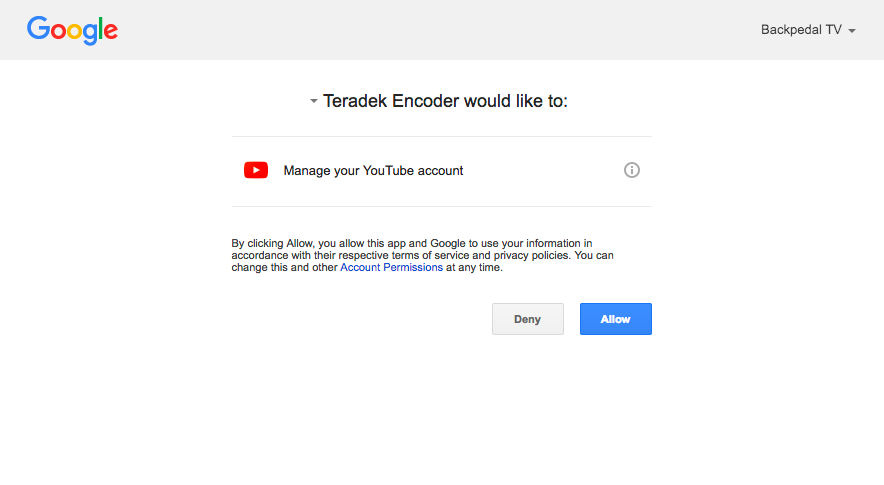 Google
Backpedal TV
Teradek Encoder would like to:
Manage your YouTube account
By clicking Allow, you allow this app and Google to use your information in
accordance with their respective terms of service and privacy policies. You can
change this and other Account Permissions at any time.
Deny
Allow